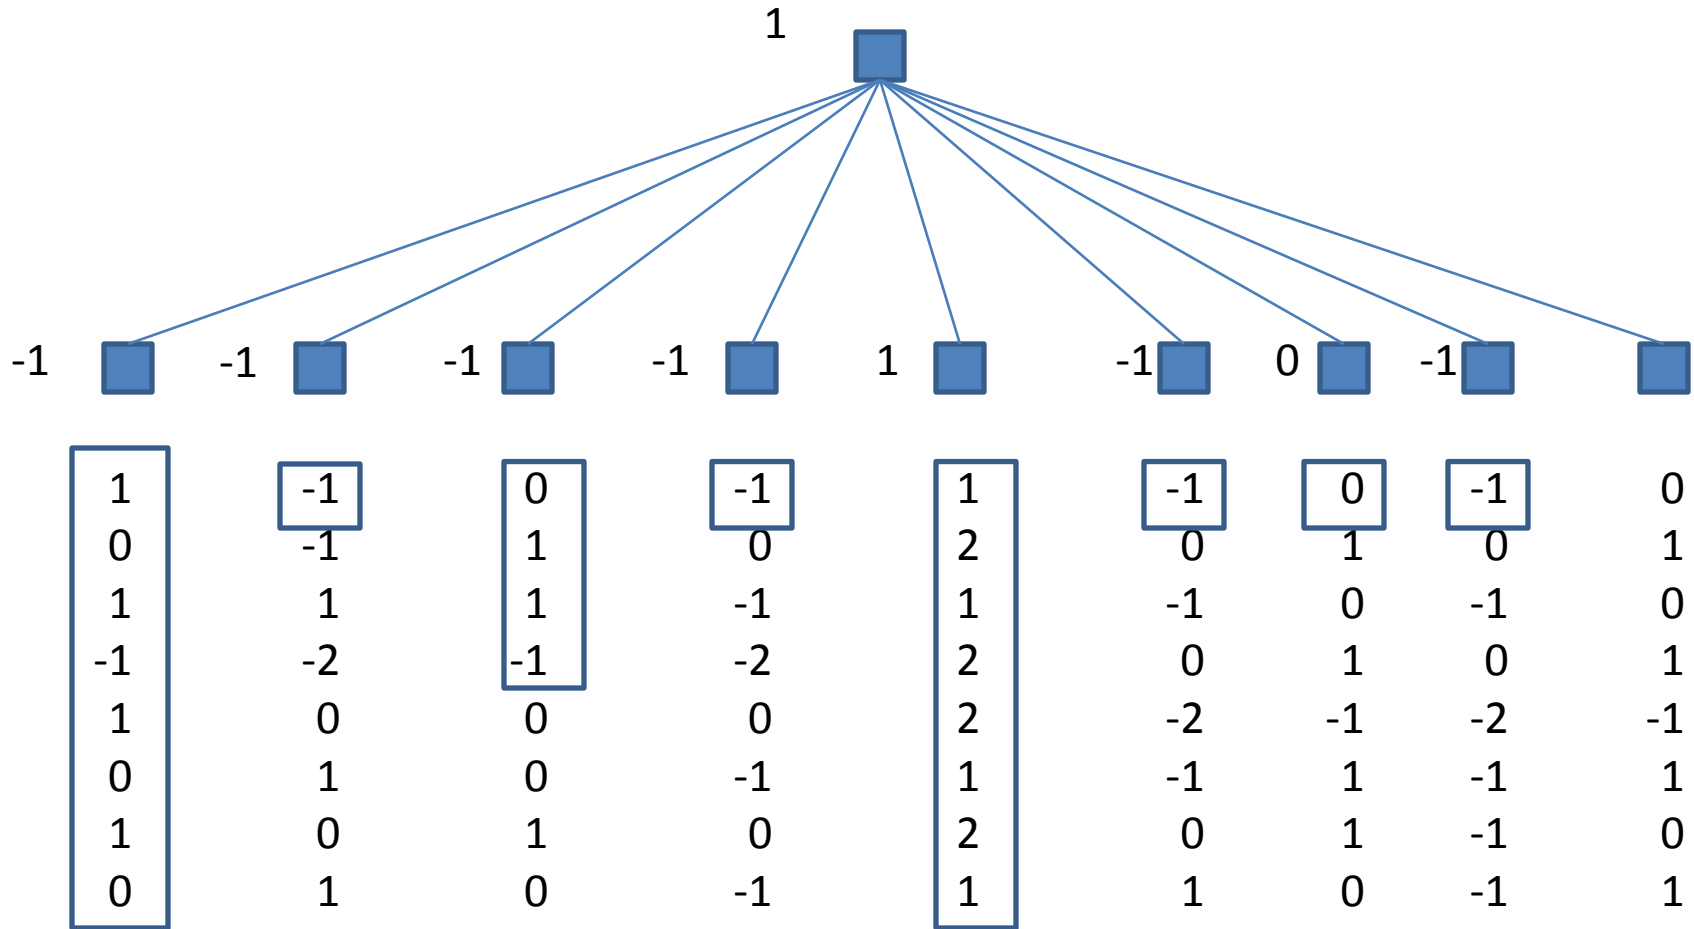 1
-1 -1 -1 -1 1 -1 0 -1
1 -1 0 -1 1 -1 0 -1 0
0 -1 1 0 2 0 1 0 1
1 1 1 -1 1 -1 0 -1 0
-1 -2 -1 -2 2 0 1 0 1
1 0 0 0 2 -2 -1 -2 -1
0 1 0 -1 1 -1 1 -1 1
1 0 1 0 2 0 1 -1 0
0 1 0 -1 1 1 0 -1 1